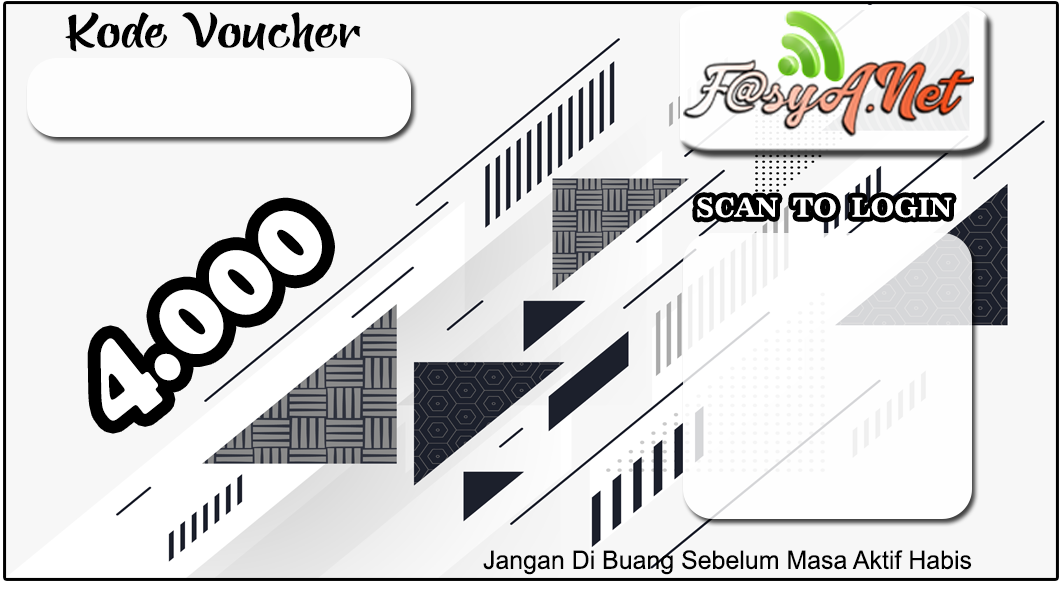 Kode Voucher
F@syA.Net
SCAN TO LOGIN
4.000
Jangan Di Buang Sebelum Masa Aktif Habis